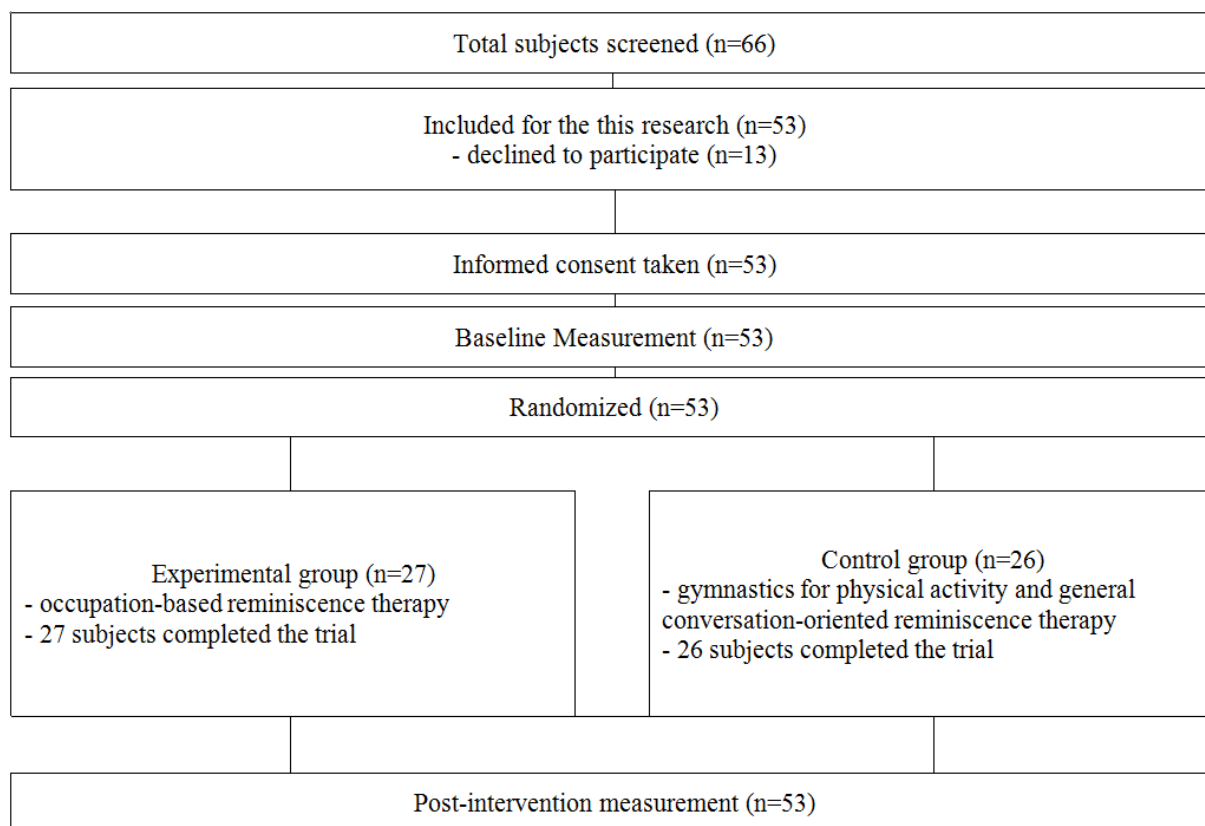 Total subjects screened (n=66)
Included for the this research (n=53)
- declined to participate (n=13)
Informed consent taken (n=53)
Baseline Measurement (n=53)
Randomized (n=53)
Experimental group (n=27)
- occupation-based reminiscence therapy
- 27 subjects completed the trial
Control group (n=26)
- gymnastics for physical activity and general
conversation-oriented reminiscence therapy
- 26 subjects completed the trial
Post-intervention measurement (n=53)